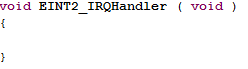 void EINT2_IRQHandler ( void )
{
}